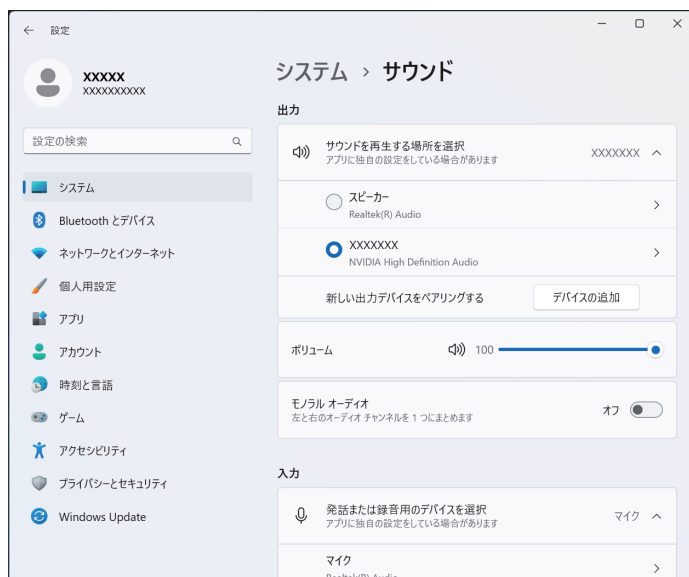 設定
XXXXX
XXXXXXXXXX
設定の検索
システム
Bluetooth とデバイス
ネットワークとインターネット
個人用設定
アプリ
アカウント
時刻と言語
ゲーム
アクセシビリティ
プライバシーとセキュリティ
Windows Update
システム › サウンド
出力
サウンドを再生する場所を選択
アプリに独自の設定をしている場合があります
XXXXXXX
スピーカー
Realtek(R) Audio
XXXXXXX
NVIDIA High Definition Audio
新しい出力デバイスをペアリングする
デバイスの追加
ボリューム
100
モノラル オーディオ
左と右のオーディオ チャンネルを 1 つにまとめます
オフ
入力
発話または録音用のデバイスを選択
アプリに独自の設定をしている場合があります
マイク
マイク
Realtek(R) Audio